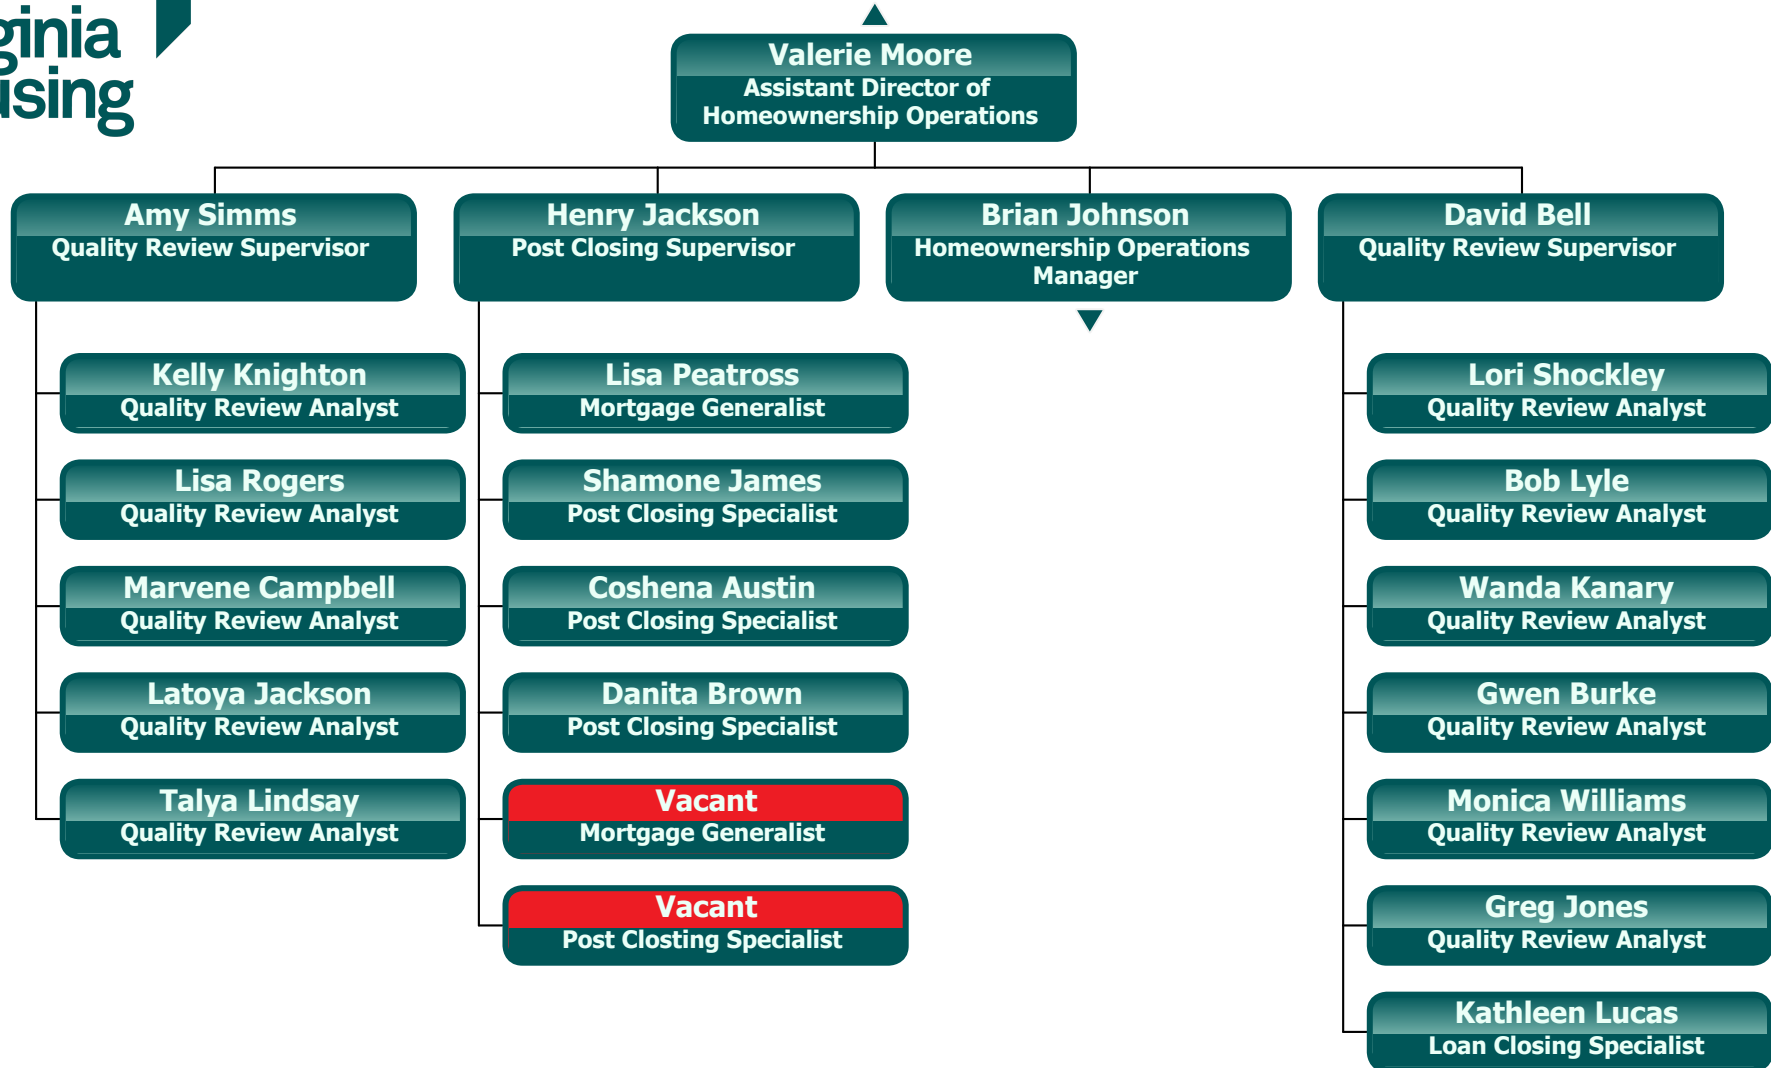 ginia
using
Valerie Moore
Assistant Director of
Homeownership Operations
Amy Simms
Quality Review Supervisor
Henry Jackson
Post Closing Supervisor
Brian Johnson
Homeownership Operations
Manager
David Bell
Quality Review Supervisor
Kelly Knighton
Quality Review Analyst
Lisa Rogers
Quality Review Analyst
Marvene Campbell
Quality Review Analyst
Latoya Jackson
Quality Review Analyst
Talya Lindsay
Quality Review Analyst
Lisa Peatross
Mortgage Generalist
Shamone James
Post Closing Specialist
Coshena Austin
Post Closing Specialist
Danita Brown
Post Closing Specialist
Vacant
Mortgage Generalist
Vacant
Post Closting Specialist
Lori Shockley
Quality Review Analyst
Bob Lyle
Quality Review Analyst
Wanda Kanary
Quality Review Analyst
Gwen Burke
Quality Review Analyst
Monica Williams
Quality Review Analyst
Greg Jones
Quality Review Analyst
Kathleen Lucas
Loan Closing Specialist